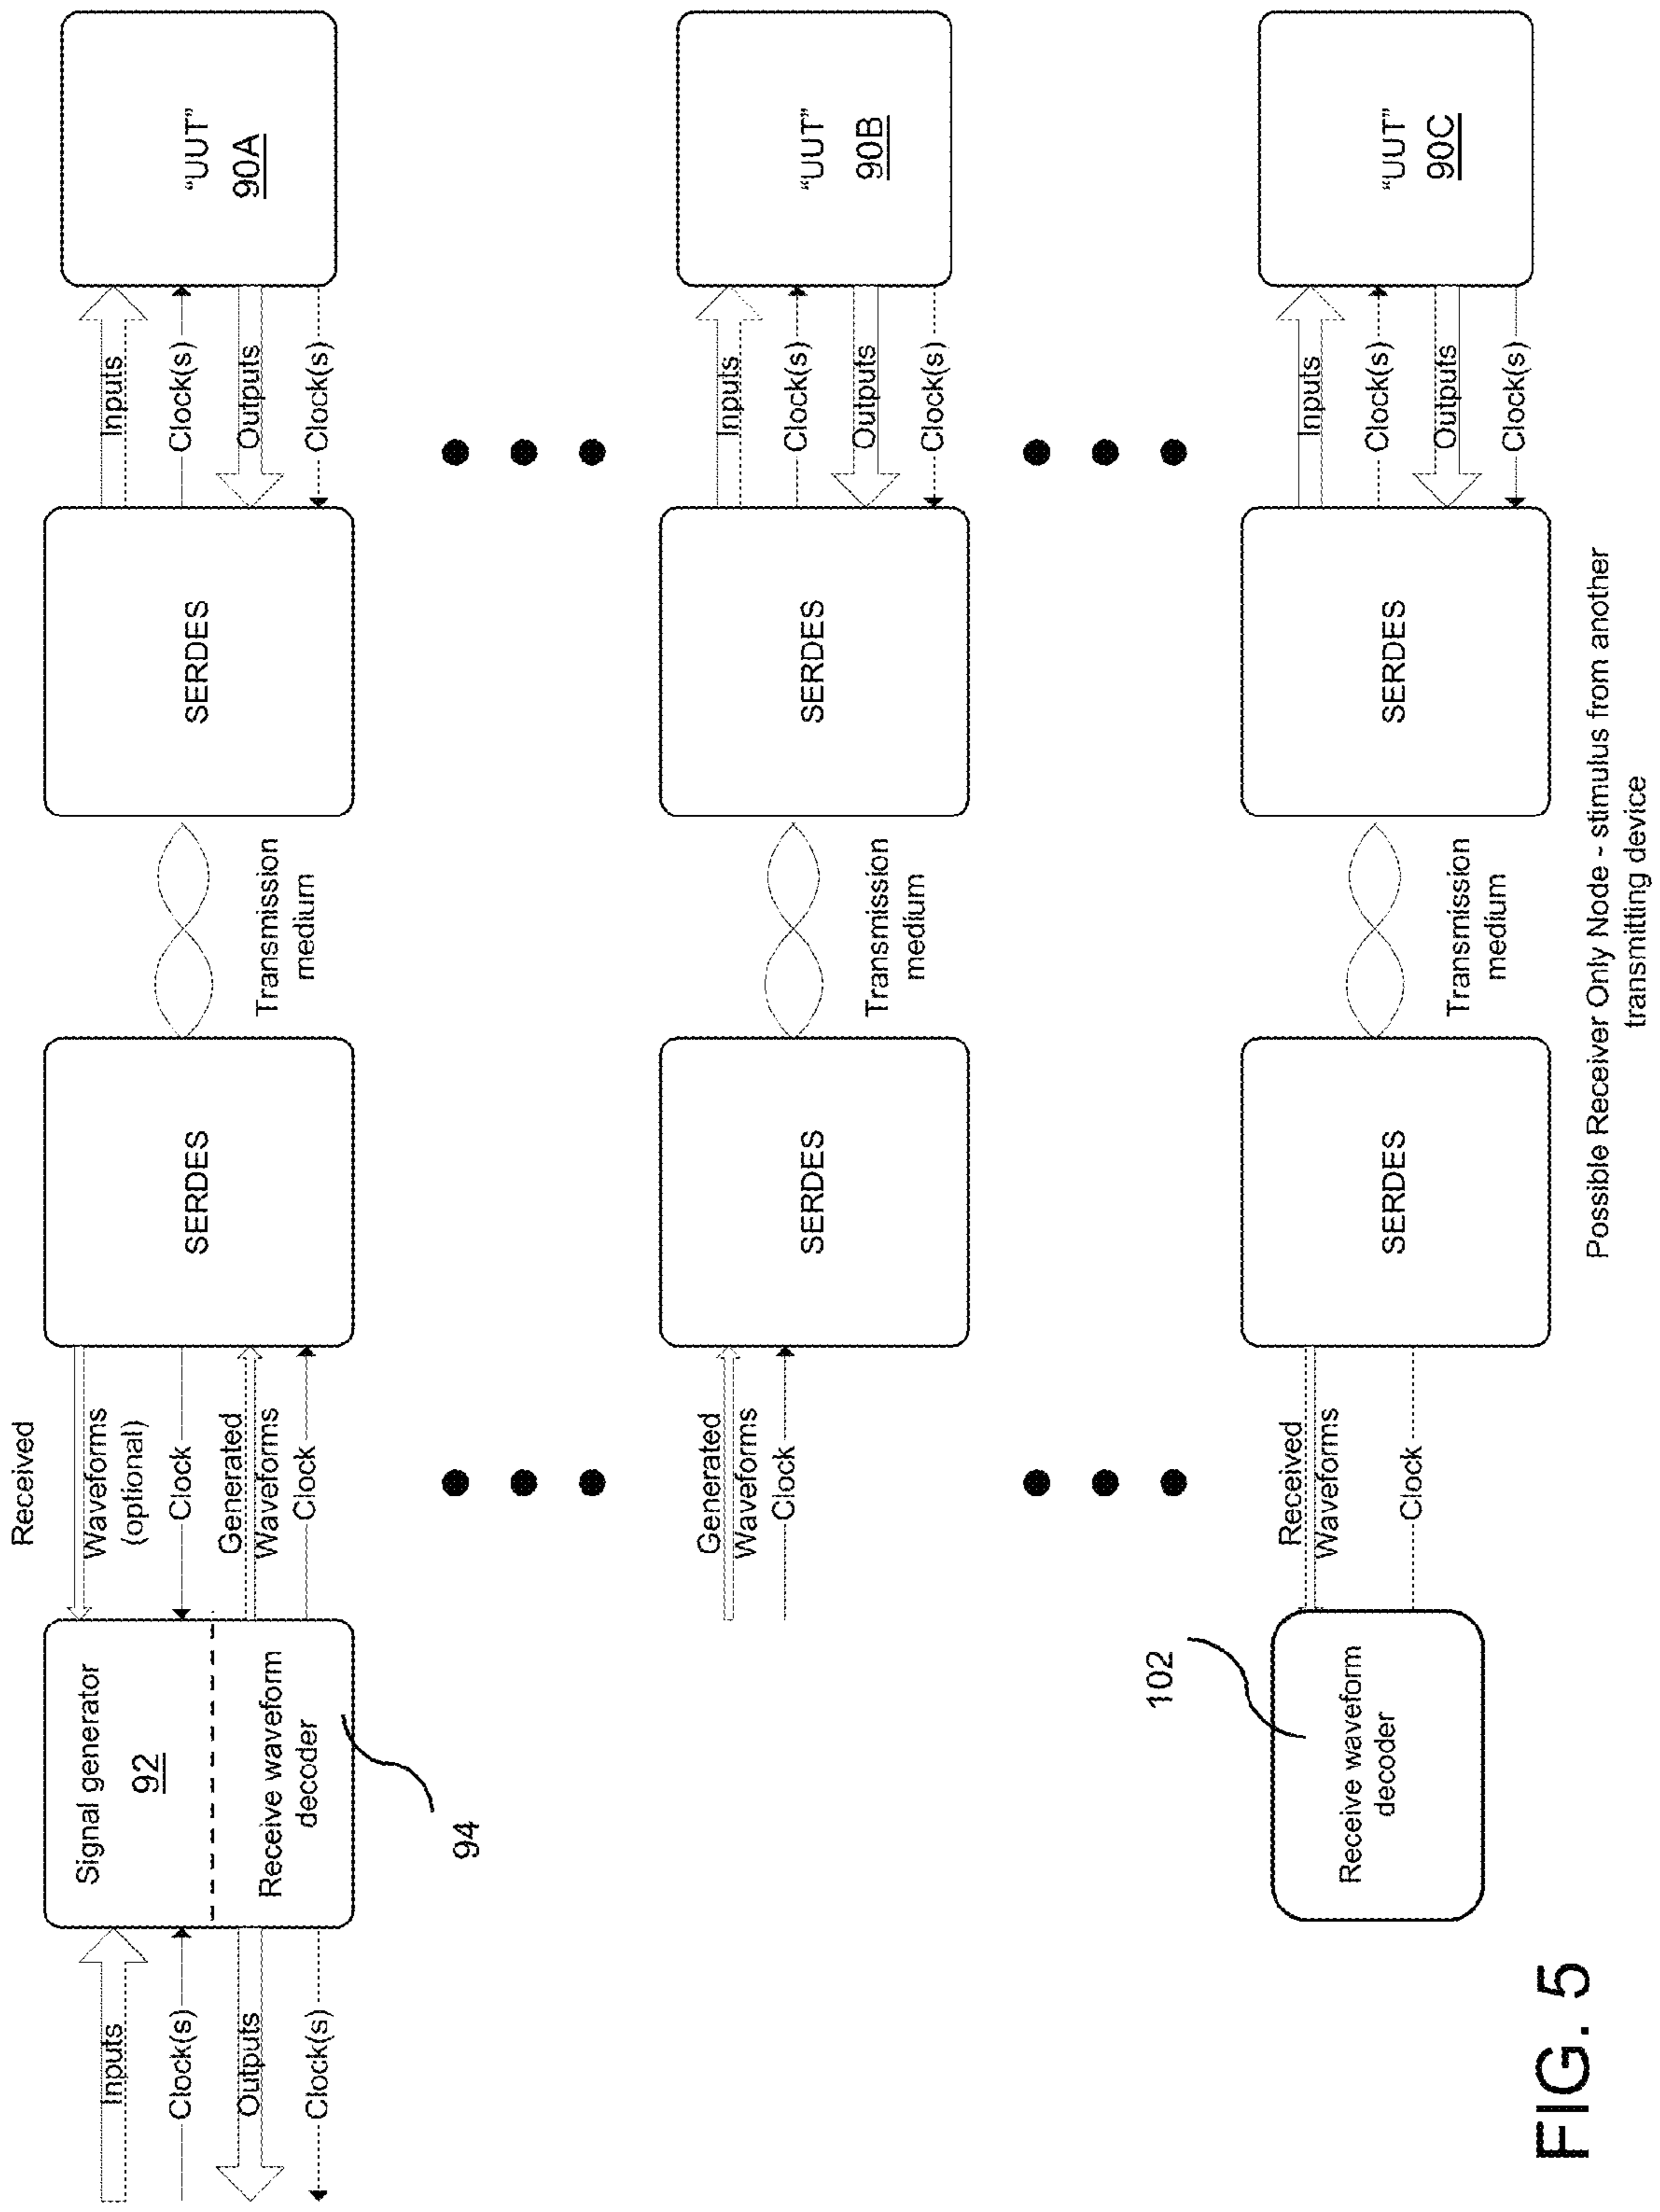 Inputs
Clock(s)
Outputs
Clock(s)
Signal generator
92
Receive waveform
decoder
94
Received
Waveforms
(optional)
Clock
Generated
Waveforms
Clock
SERDES
Transmission
medium
SERDES
Inputs
Clock(s)
Outputs
Clock(s)
"UUT"
90A
Generated
Waveforms
Clock
SERDES
Transmission
medium
SERDES
Inputs
Clock(s)
Outputs
Clock(s)
"UUT"
90B
102
Receive waveform
decoder
Received
Waveforms
Clock
SERDES
Transmission
medium
SERDES
Inputs
Clock(s)
Outputs
Clock(s)
"UUT"
90C
Possible Receiver Only Node - stimulus from another
transmitting device
FIG. 5